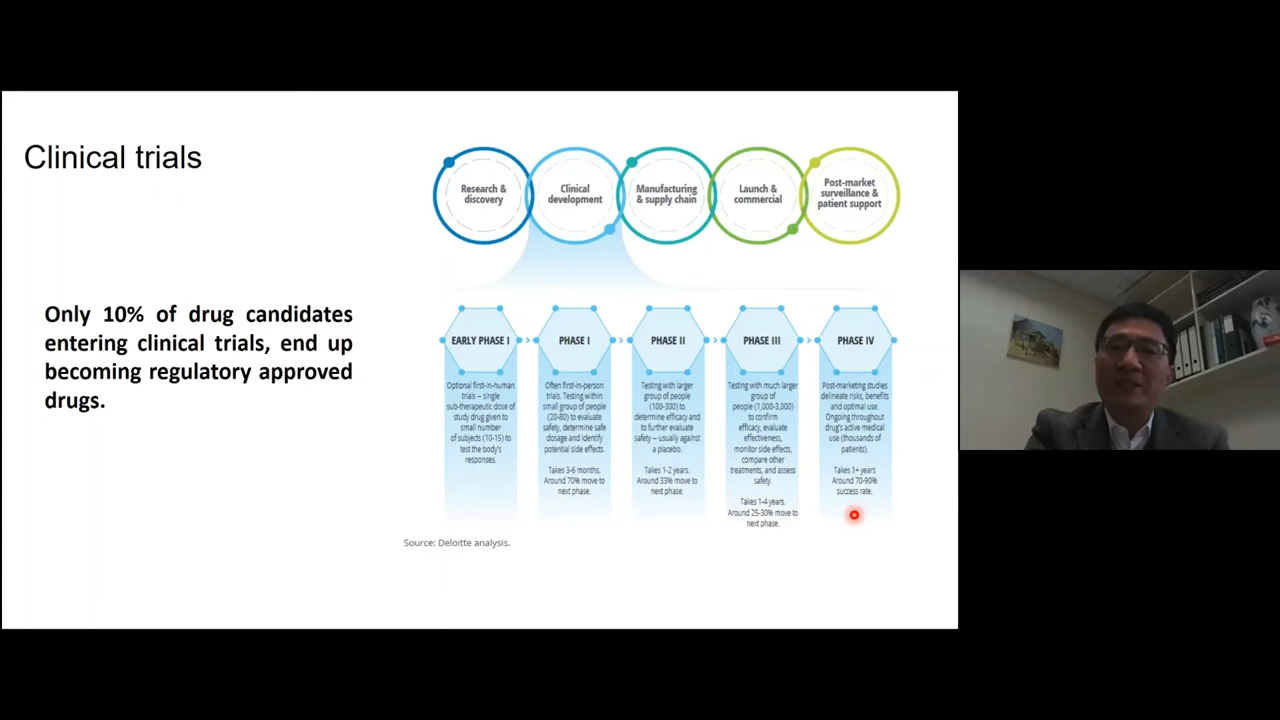 Clinical trials
Only 10% of drug candidates
entering clinical trials, end up
becoming regulatory approved
drugs.
Research &
discovery
Clinical
development
Manufacturing
& supply chain
Launch &
commercial
Post-market
surveillance &
patient support
EARLY PHASE I
Optional first-in-human
trials – single
sub-therapeutic dose of
study drug given to
small number
of subjects (10-15) to
test the body's
responses.
PHASE I
Often first-in-person
trials. Testing within
small group of people
(20-80) to evaluate
safety, determine safe
dosage and identify
potential side effects.
Takes 3-6 months.
Around 70% move to
next phase.
PHASE II
Testing with larger
group of people
(100-300) to
determine efficacy and
to further evaluate
safety – usually against
a placebo.
Takes 1-2 years.
Around 33% move to
next phase.
PHASE III
Testing with much larger
group of
people (1,000-3,000)
to confirm
efficacy, evaluate
effectiveness,
monitor side effects,
compare other
treatments, and assess
safety.
Takes 1-4 years.
Around 25-30% move to
next phase.
PHASE IV
Post-marketing studies
delineate risks, benefits
and optimal use.
Ongoing throughout
drug's active medical
use (thousands of
patients).
Takes 1+ years
Around 70-90%
success rate.
Source: Deloitte analysis.